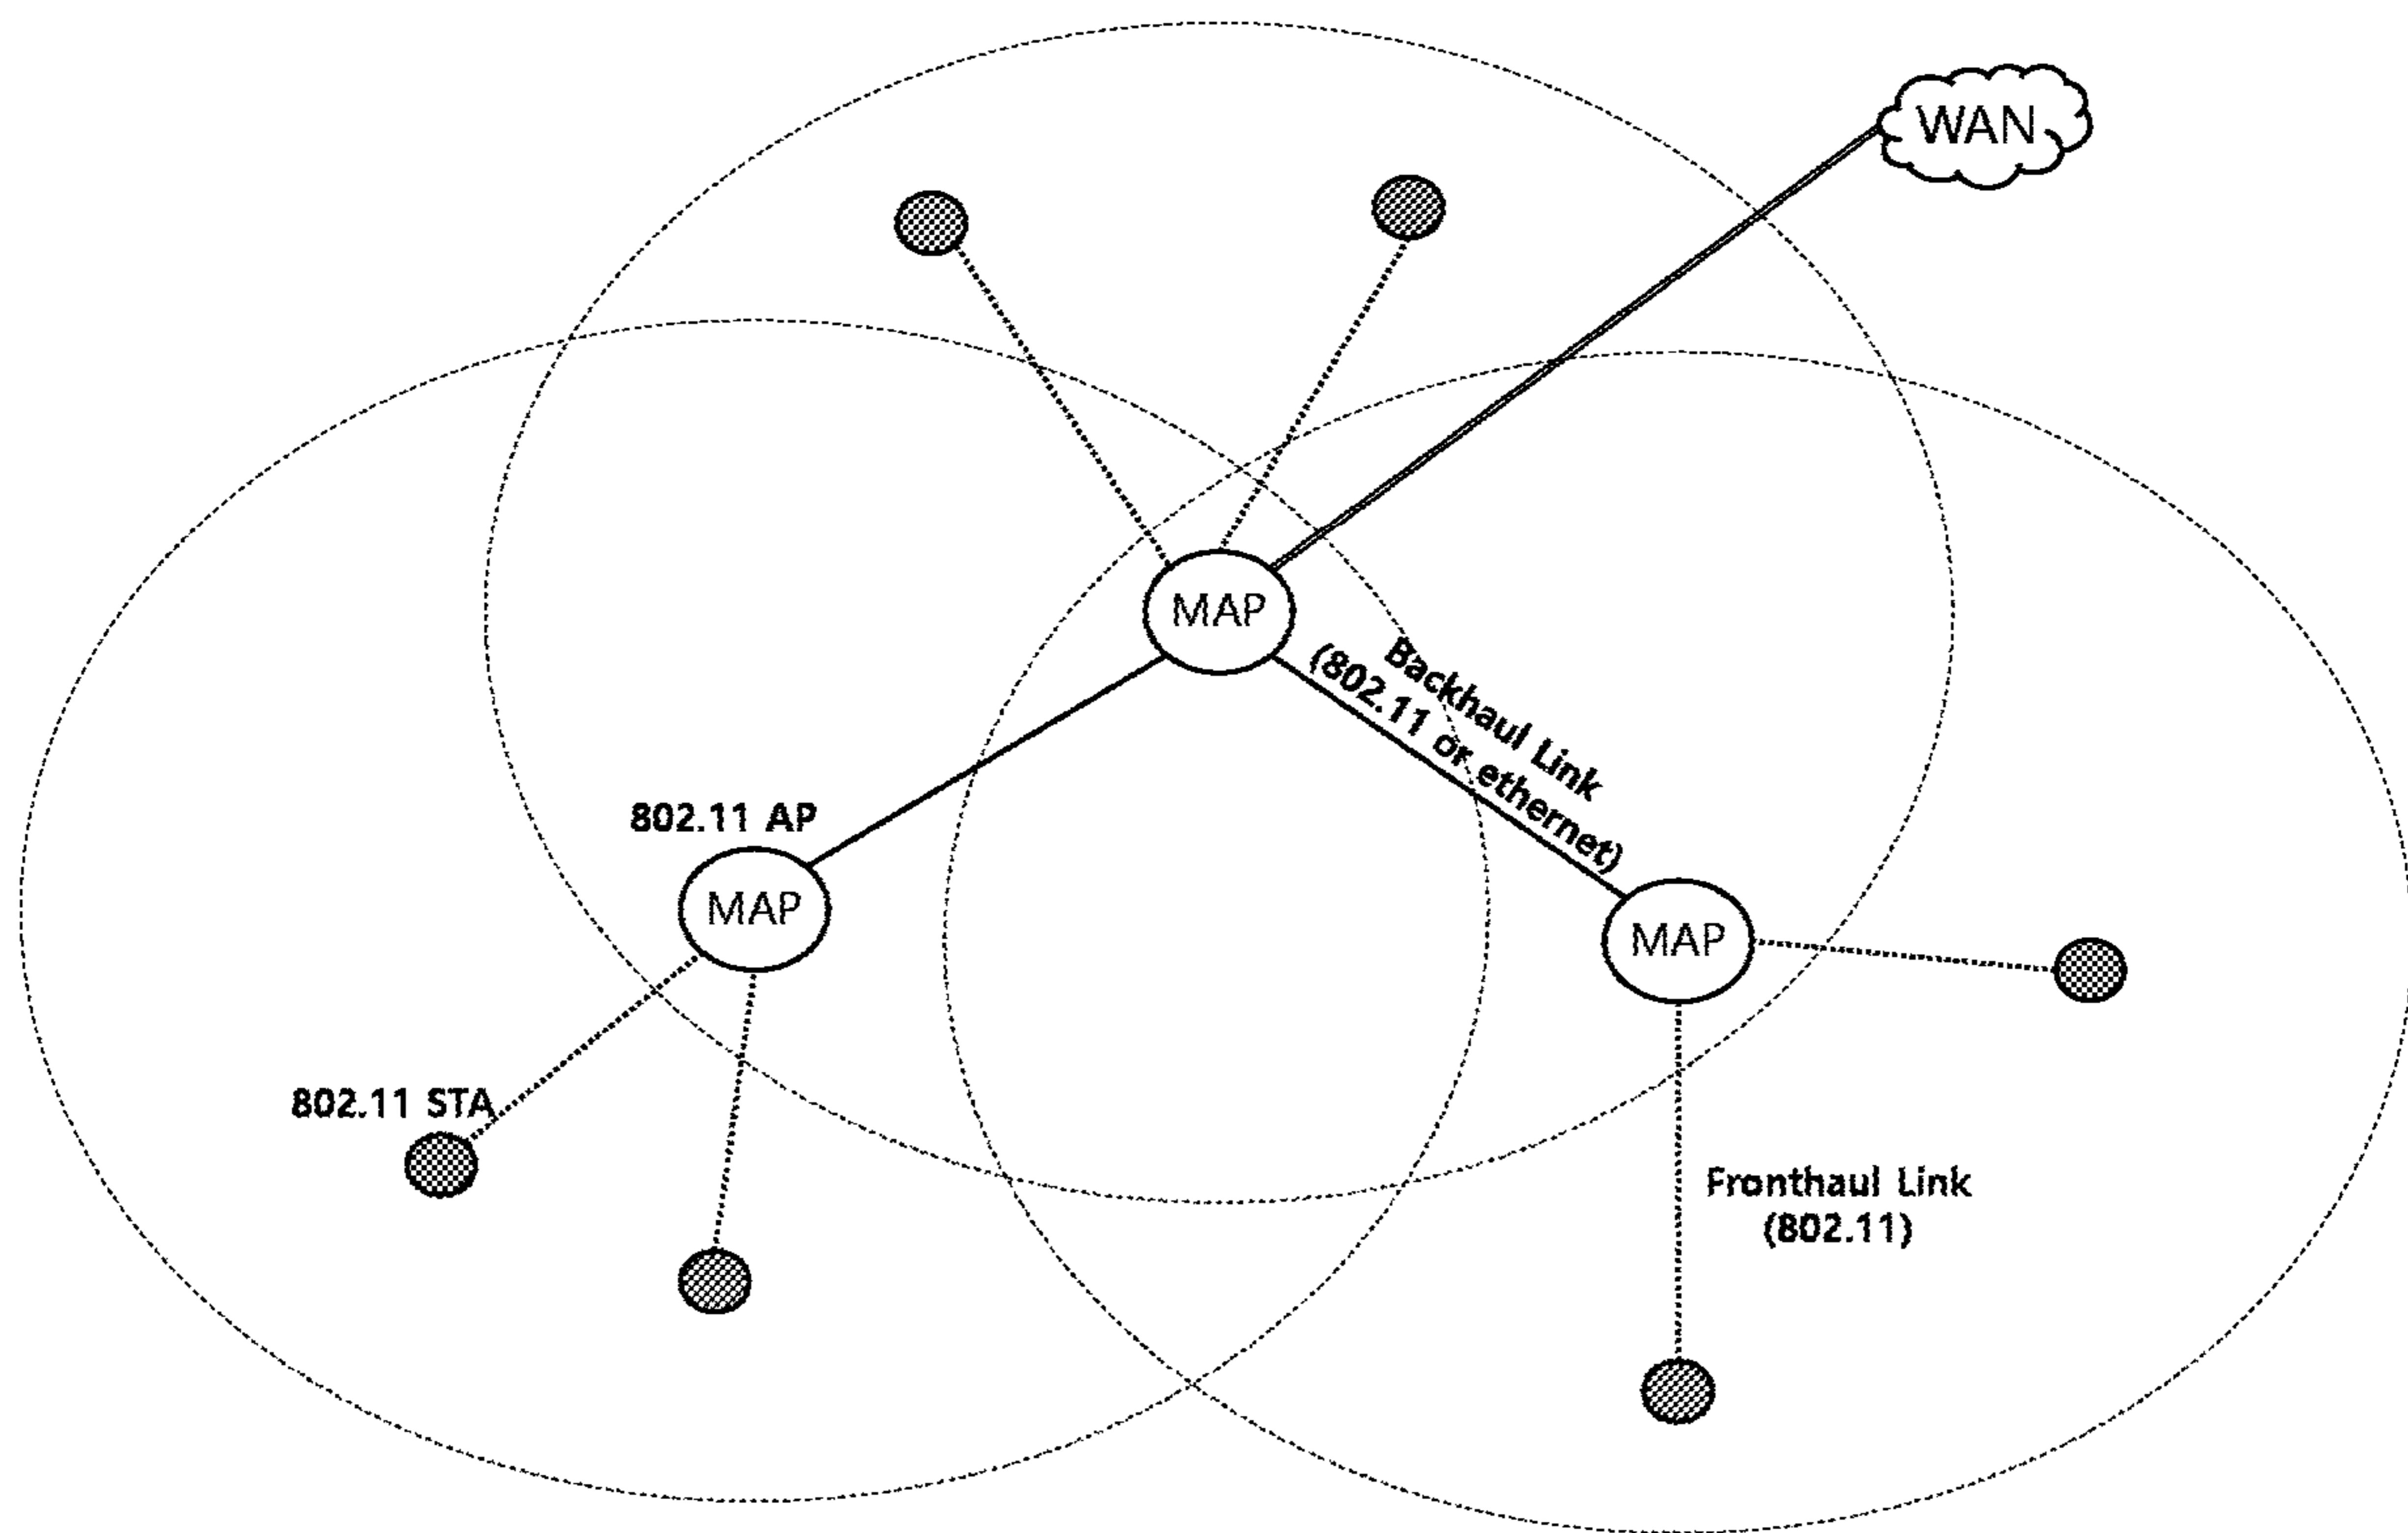 WAN
MAP
Backhaul Link
(802.11 or ethernet)
802.11 AP
MAP
MAP
802.11 STA
Fronthaul Link
(802.11)